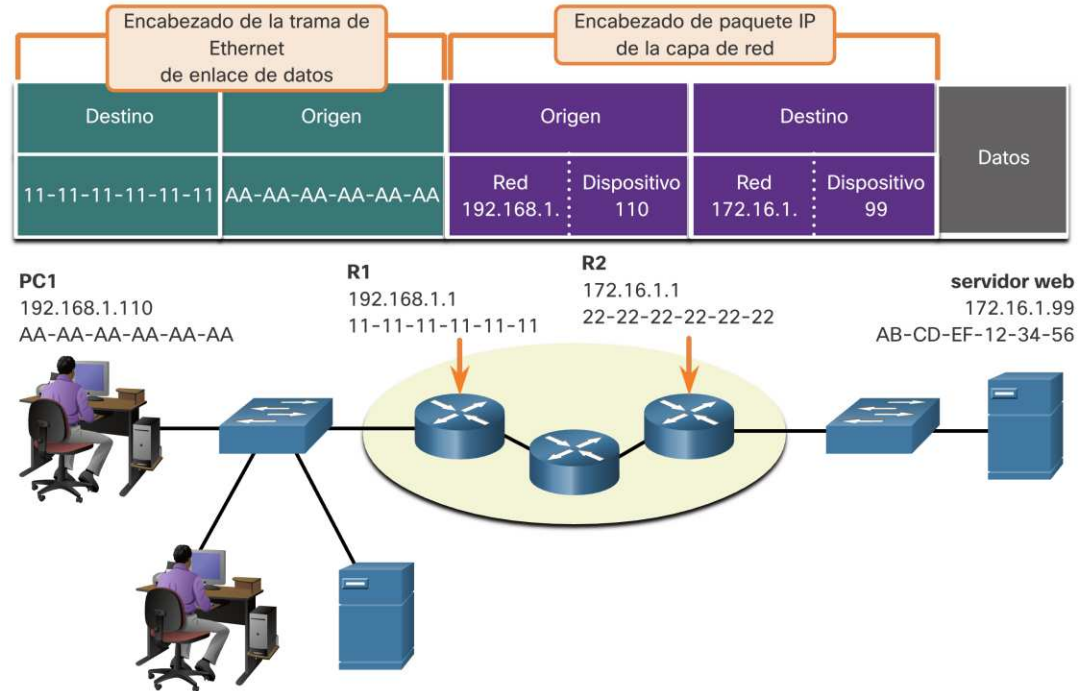 Encabezado de la trama de
Ethernet
de enlace de datos
Encabezado de paquete IP
de la capa de red
Destino
Origen
Origen
Destino
Datos
11-11-11-11-11-11
AA-AA-AA-AA-AA-AA
Red
192.168.1.
Dispositivo
110
Red
172.16.1.
Dispositivo
99
PC1
192.168.1.110
AA-AA-AA-AA-AA-AA
R1
192.168.1.1
11-11-11-11-11-11
R2
172.16.1.1
22-22-22-22-22-22
servidor web
172.16.1.99
AB-CD-EF-12-34-56